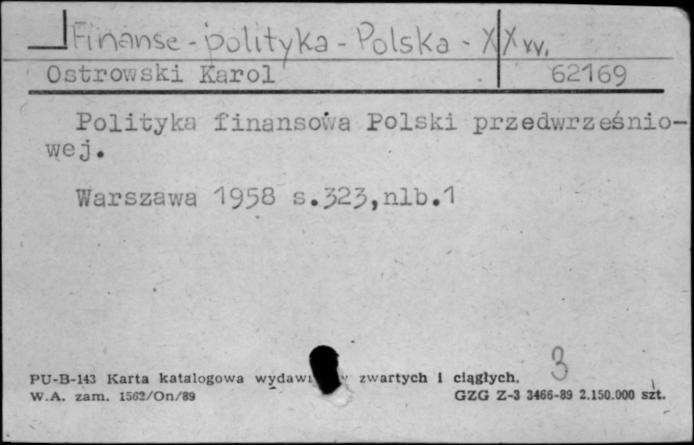 Finanse - polityka - Polska - XX w.
Ostrowski Karol 62169
Polityka finansowa Polski przedwrześnio-
wej.
Warszawa 1958 s.323,nlb.1
3
PU-B-143 Karta katalogowa zwartych i ciągłych.
W.A. zam. 1562/On/89 GZG Z-3 3466-89 2.150.000 szt.